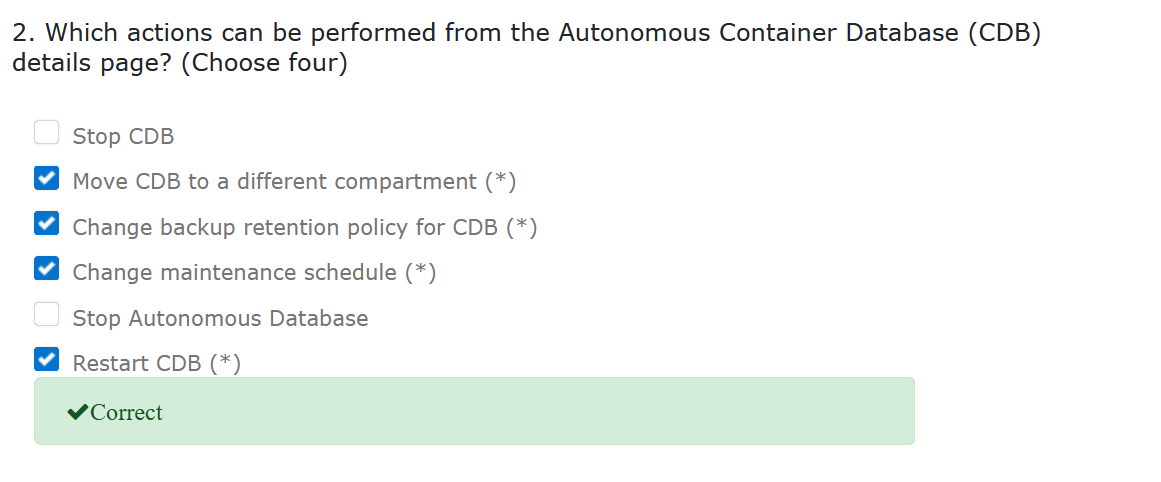 2. Which actions can be performed from the Autonomous Container Database (CDB)
details page? (Choose four)
Stop CDB
Move CDB to a different compartment (*)
Change backup retention policy for CDB (*)
Change maintenance schedule (*)
Stop Autonomous Database
Restart CDB (*)
Correct